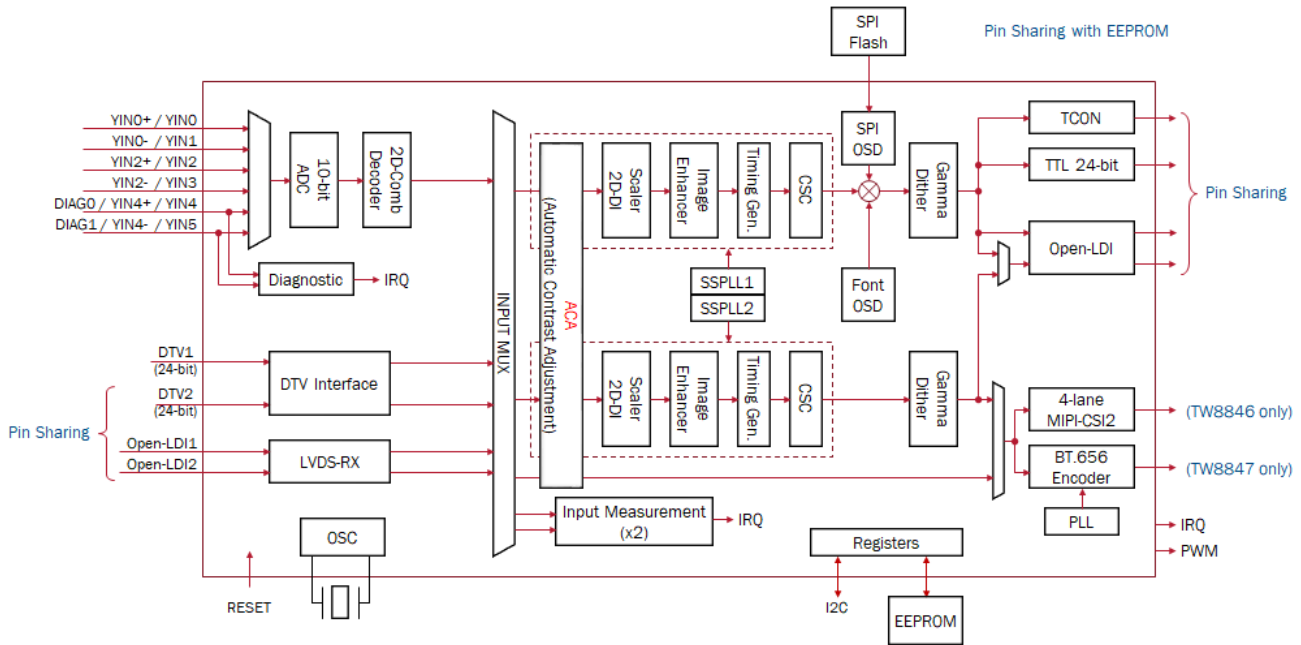 SPI
Flash
Pin Sharing with EEPROM
YIN0+ / YIN0
YIN0- / YIN1
YIN2+ / YIN2
YIN2- / YIN3
DIAG0 / YIN4+ / YIN4
DIAG1 / YIN4- / YIN5
10-bit
ADC
2D-Comb
Decoder
Diagnostic
IRQ
INPUT MUX
ACA
(Automatic Contrast Adjustment)
Scaler
2D-DI
Image
Enhancer
Timing Gen.
CSC
SPI
OSD
Gamma
Dither
TCON
TTL 24-bit
Open-LDI
Pin Sharing
SSPLL1
SSPLL2
Font
OSD
DTV1
(24-bit)
DTV2
(24-bit)
DTV Interface
Pin Sharing
Open-LDI1
Open-LDI2
LVDS-RX
Scaler
2D-DI
Image
Enhancer
Timing Gen.
CSC
Gamma
Dither
4-lane
MIPI-CSI2
(TW8846 only)
BT.656
Encoder
(TW8847 only)
PLL
Input Measurement
(x2)
IRQ
OSC
RESET
Registers
I2C
EEPROM
IRQ
PWM